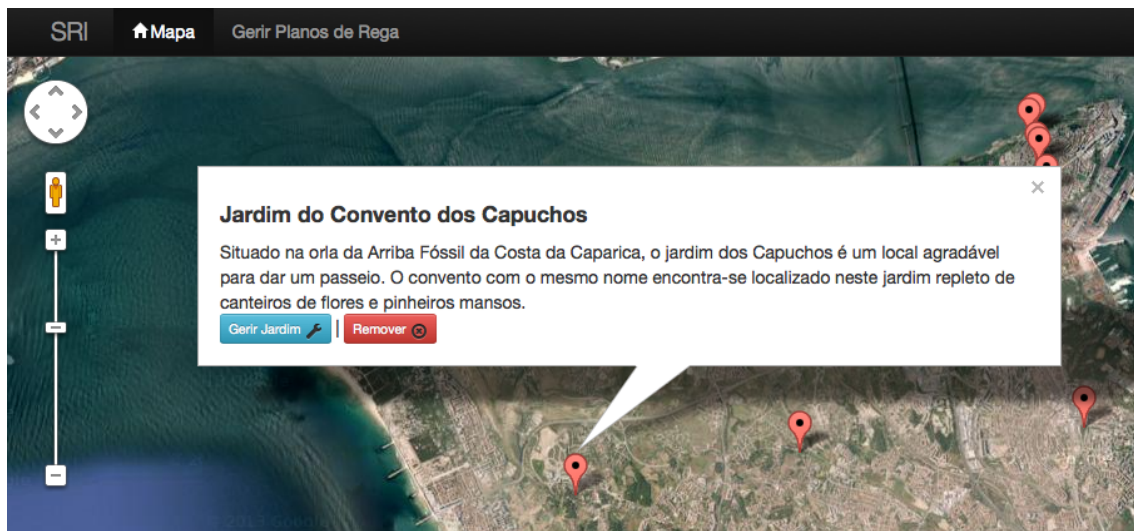 SRI Mapa Gerir Planos de Rega
Jardim do Convento dos Capuchos
Situado na orla da Arriba Fóssil da Costa da Caparica, o jardim dos Capuchos é um local agradável
para dar um passeio. O convento com o mesmo nome encontra-se localizado neste jardim repleto de
canteiros de flores e pinheiros mansos.
Gerir Jardim | Remover